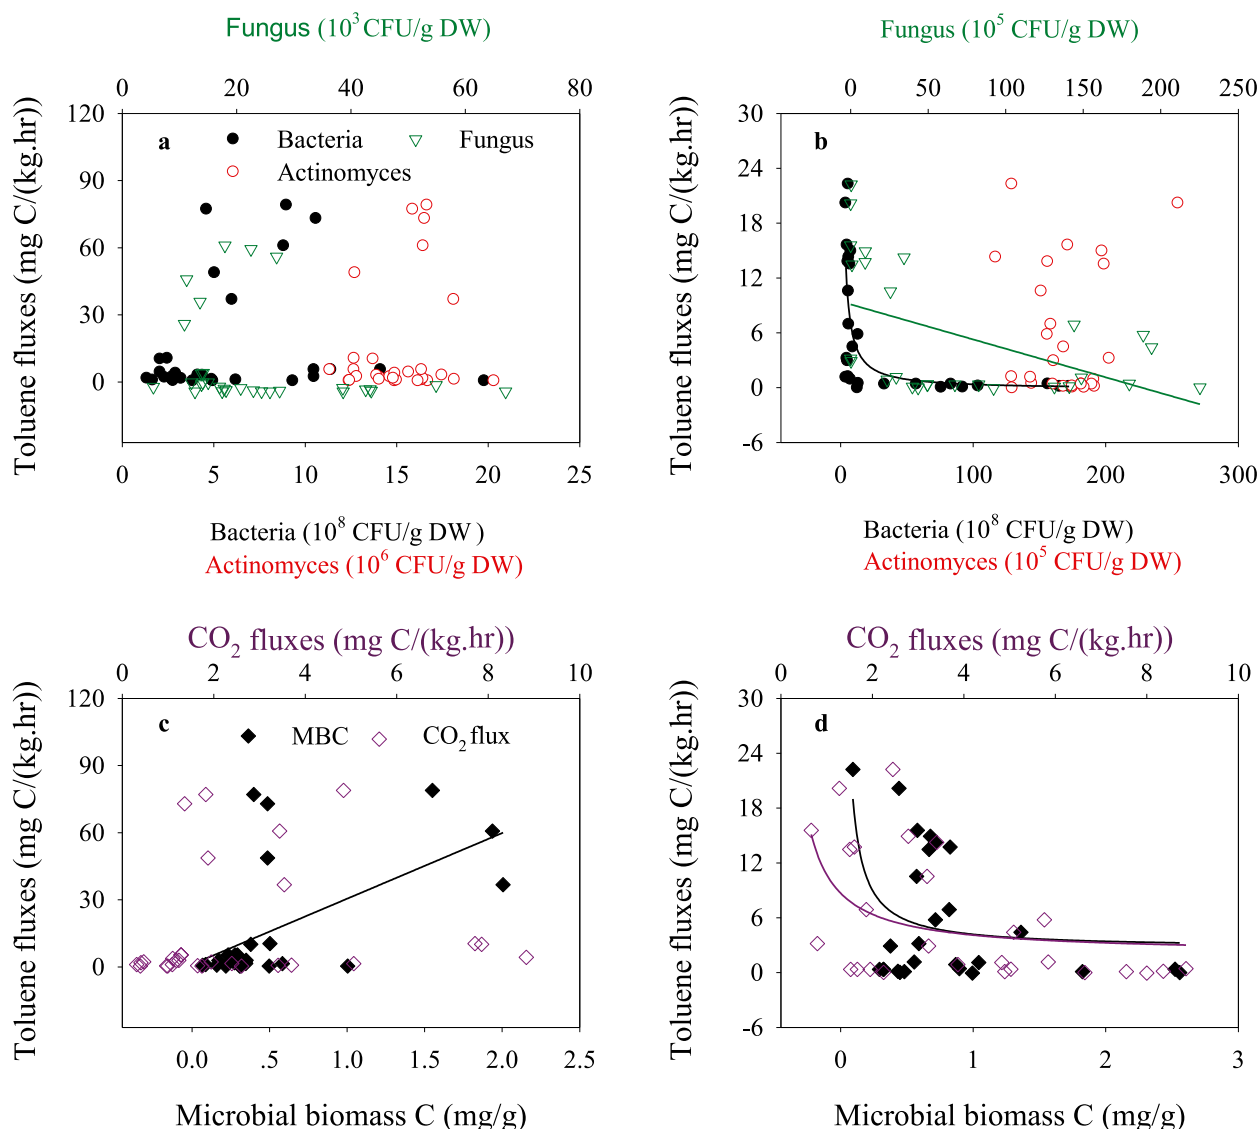 Fungus (10³ CFU/g DW)
0 20 40 60 80
Toluene fluxes (mg C/(kg.hr))
120
90
60
30
0
a
Bacteria
Fungus
Actinomyces
0 5 10 15 20 25
Bacteria (10⁸ CFU/g DW)
Actinomyces (10⁶ CFU/g DW)
Fungus (10⁵ CFU/g DW)
0 50 100 150 200 250
Toluene fluxes (mg C/(kg.hr))
30
24
18
12
6
0
-6
b
0 100 200 300
Bacteria (10⁸ CFU/g DW)
Actinomyces (10⁵ CFU/g DW)
CO₂ fluxes (mg C/(kg.hr))
0 2 4 6 8 10
Toluene fluxes (mg C/(kg.hr))
120
90
60
30
0
c
MBC
CO₂ flux
0.0 .5 1.0 1.5 2.0 2.5
Microbial biomass C (mg/g)
CO₂ fluxes (mg C/(kg.hr))
0 2 4 6 8 10
Toluene fluxes (mg C/(kg.hr))
30
24
18
12
6
0
-6
d
0 1 2 3
Microbial biomass C (mg/g)